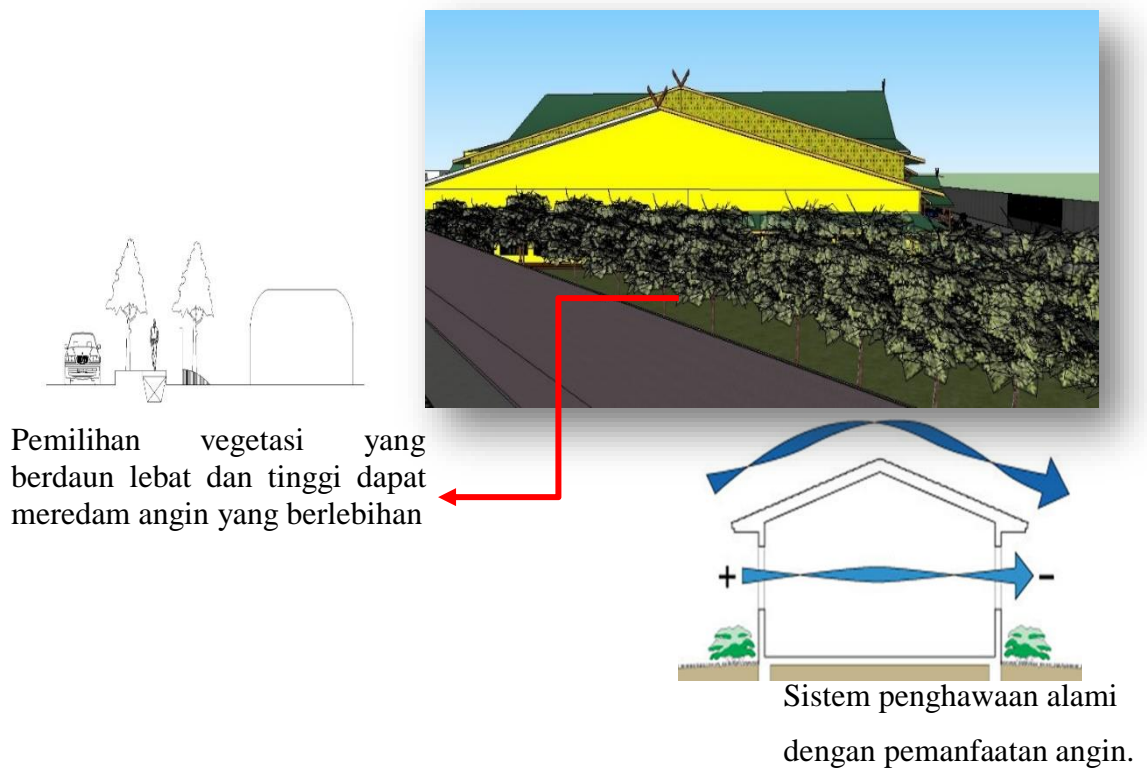 Pemilihan vegetasi yang
berdaun lebat dan tinggi dapat
meredam angin yang berlebihan
+ -
Sistem penghawaan alami
dengan pemanfaatan angin.